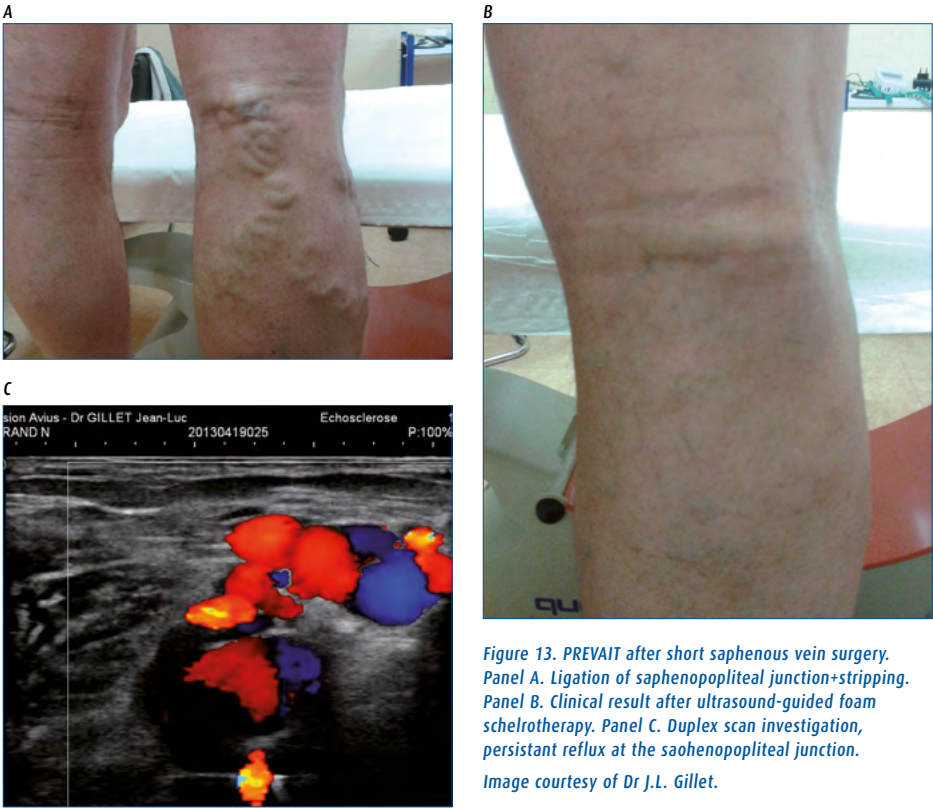 A
B
C
sion Avius - Dr GILLET Jean-Luc
Echosclerose
1
RAND N
20130419025
P:100%
Figure 13. PREVAIT after short saphenous vein surgery.
Panel A. Ligation of saphenopopliteal junction+stripping.
Panel B. Clinical result after ultrasound-guided foam
schelrotherapy. Panel C. Duplex scan investigation,
persistant reflux at the saohenopopliteal junction.
Image courtesy of Dr J.L. Gillet.